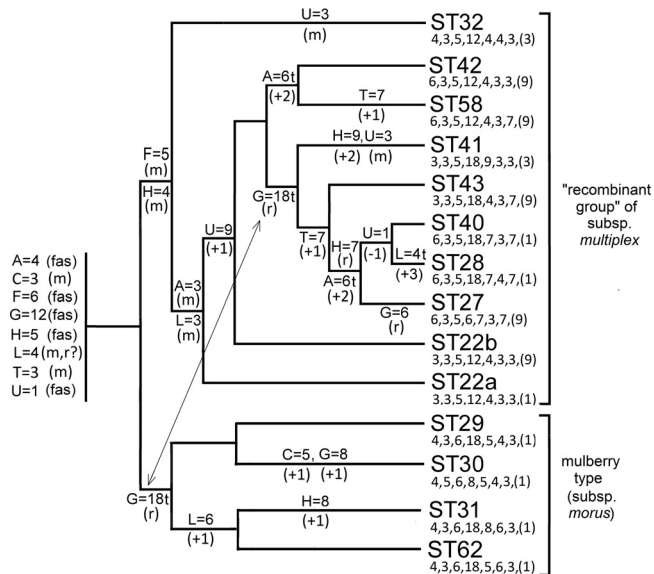 U=3
(m)
ST32
4,3,5,12,4,4,3,(3)
A=6t
(+2)
ST42
6,3,5,12,4,3,3,(9)
T=7
(+1)
ST58
6,3,5,12,4,3,7,(9)
H=9,U=3
(+2) (m)
ST41
3,3,5,18,9,3,3,(3)
F=5
(m)
H=4
(m)
G=18t
(r)
ST43
3,3,5,18,4,3,7,(9)
"recombinant
group" of
subsp.
multiplex
U=9
(+1)
T=7
(+1)
H=7
(r)
A=6t
(+2)
U=1
(-1)
ST40
6,3,5,18,7,3,7,(1)
L=4t
(+3)
ST28
6,3,5,18,7,4,7,(1)
G=6
(r)
ST27
6,3,5,6,7,3,7,(9)
A=3
(m)
L=3
(m)
ST22b
3,3,5,12,4,3,3,(9)
ST22a
3,3,5,12,4,3,3,(1)
A=4 (fas)
C=3 (m)
F=6 (fas)
G=12(fas)
H=5 (fas)
L=4(m,r?)
T=3 (m)
U=1 (fas)
G=18t
(r)
ST29
4,3,6,18,5,4,3,(1)
C=5, G=8
(+1) (+1)
ST30
4,5,6,8,5,4,3,(1)
L=6
(+1)
H=8
(+1)
ST31
4,3,6,18,8,6,3,(1)
ST62
4,3,6,18,5,6,3,(1)
mulberry
type
(subsp.
morus)